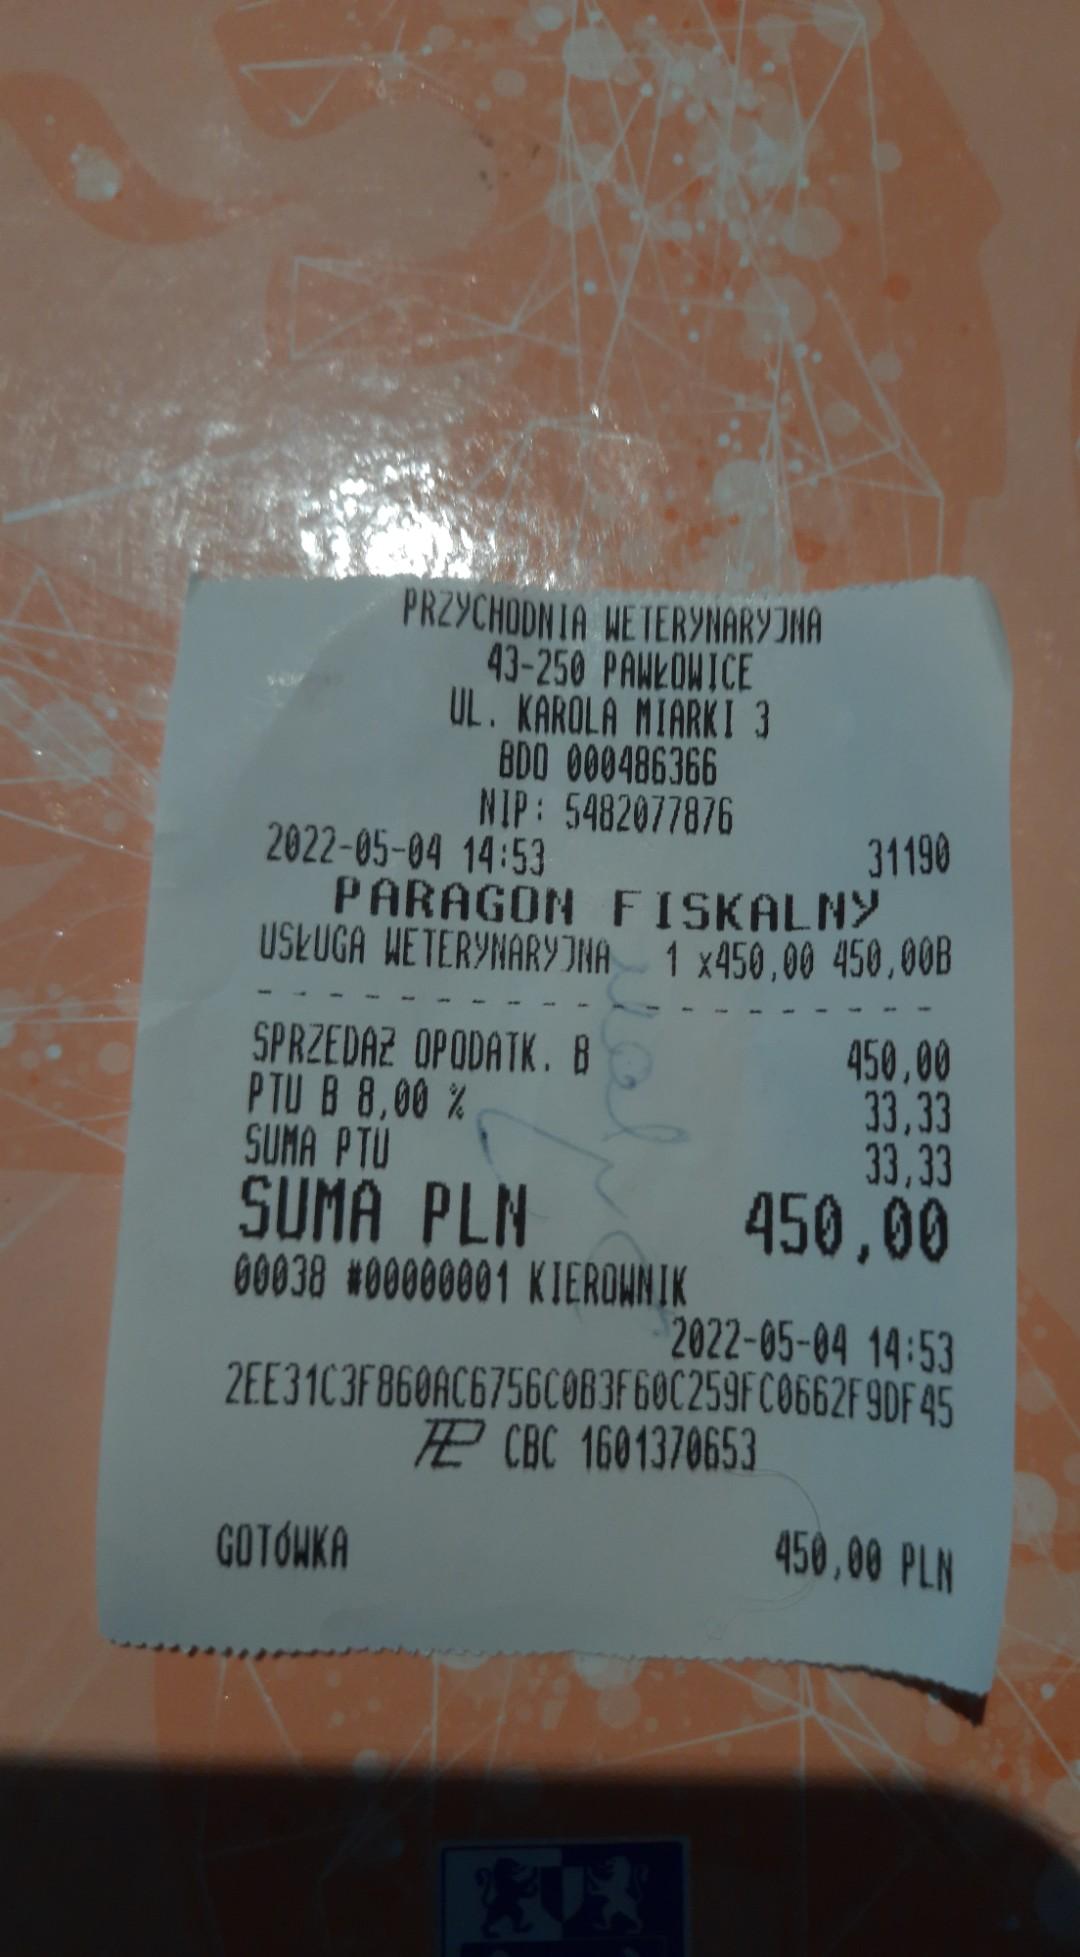 PRZYCHODNIA WETERYNARYJNA
43-250 PAWŁOWICE
UL. KAROLA MIARKI 3
BDO 000486366
NIP: 5482077876
2022-05-04 14:53 31190
PARAGON FISKALNY
USŁUGA WETERYNARYJNA 1 x450,00 450,00B
SPRZEDAŻ OPODATK. B 450,00
PTU B 8,00 % 33,33
SUMA PTU 33,33
SUMA PLN 450,00
00038 #00000001 KIEROWNIK
2022-05-04 14:53
2EE31C3F860AC6756C0B3F60C259FC0662F9DF45
CBC 1601370653
GOTÓWKA 450,00 PLN